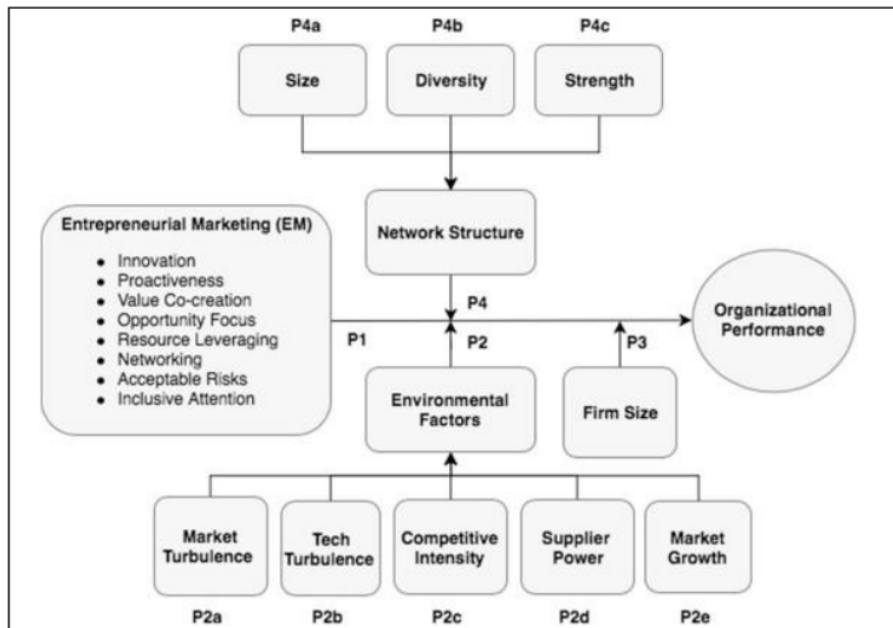 P4a P4b P4c
Size Diversity Strength
Network Structure
Entrepreneurial Marketing (EM)
● Innovation
● Proactiveness
● Value Co-creation
● Opportunity Focus
● Resource Leveraging
● Networking
● Acceptable Risks
● Inclusive Attention
P4
P1 P2 P3
Organizational
Performance
Environmental
Factors
Firm Size
Market
Turbulence
Tech
Turbulence
Competitive
Intensity
Supplier
Power
Market
Growth
P2a P2b P2c P2d P2e